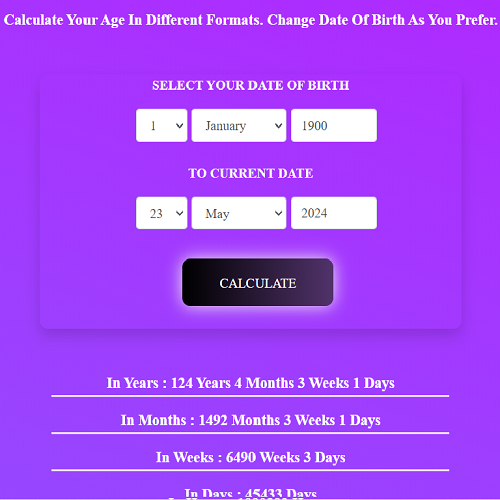 Calculate Your Age In Different Formats. Change Date Of Birth As You Prefer.
SELECT YOUR DATE OF BIRTH
1 January 1900
TO CURRENT DATE
23 May 2024
CALCULATE
In Years : 124 Years 4 Months 3 Weeks 1 Days
In Months : 1492 Months 3 Weeks 1 Days
In Weeks : 6490 Weeks 3 Days
In Days : 45433 Days